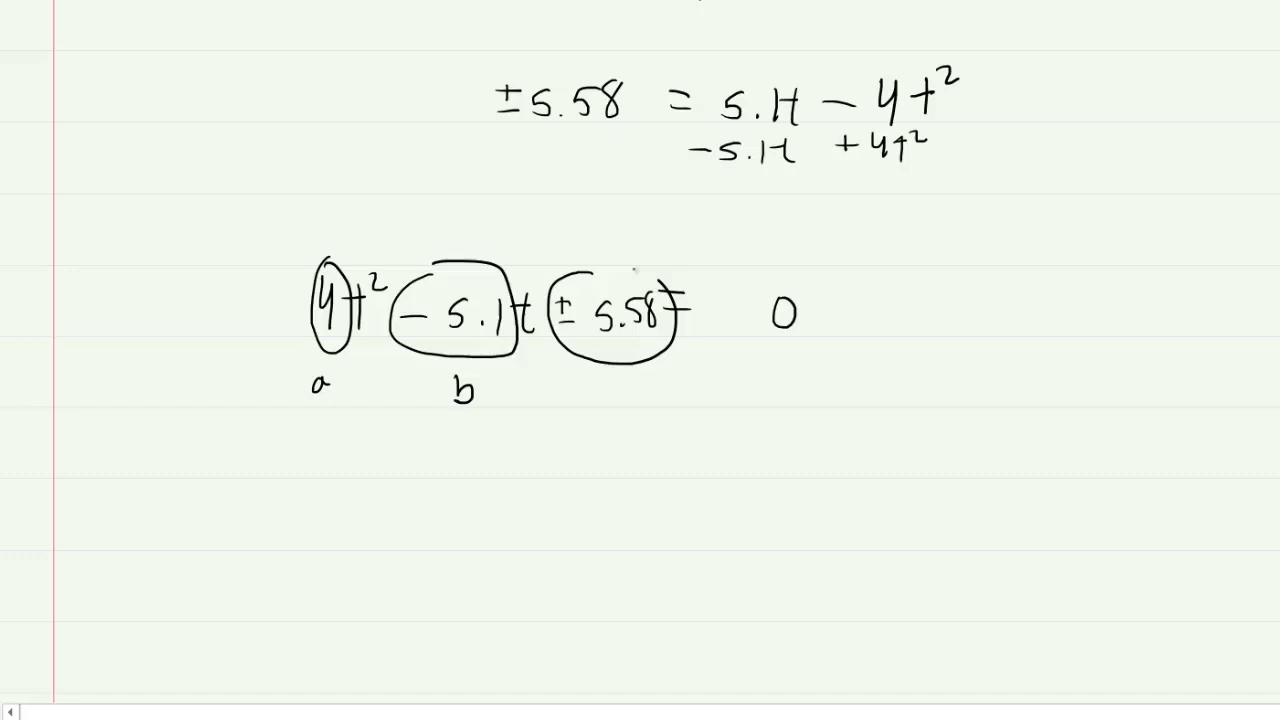 ±5.58 = 5.1t - 4t²
-5.1t +4t²
4t² - 5.1t ± 5.58 = 0
a b